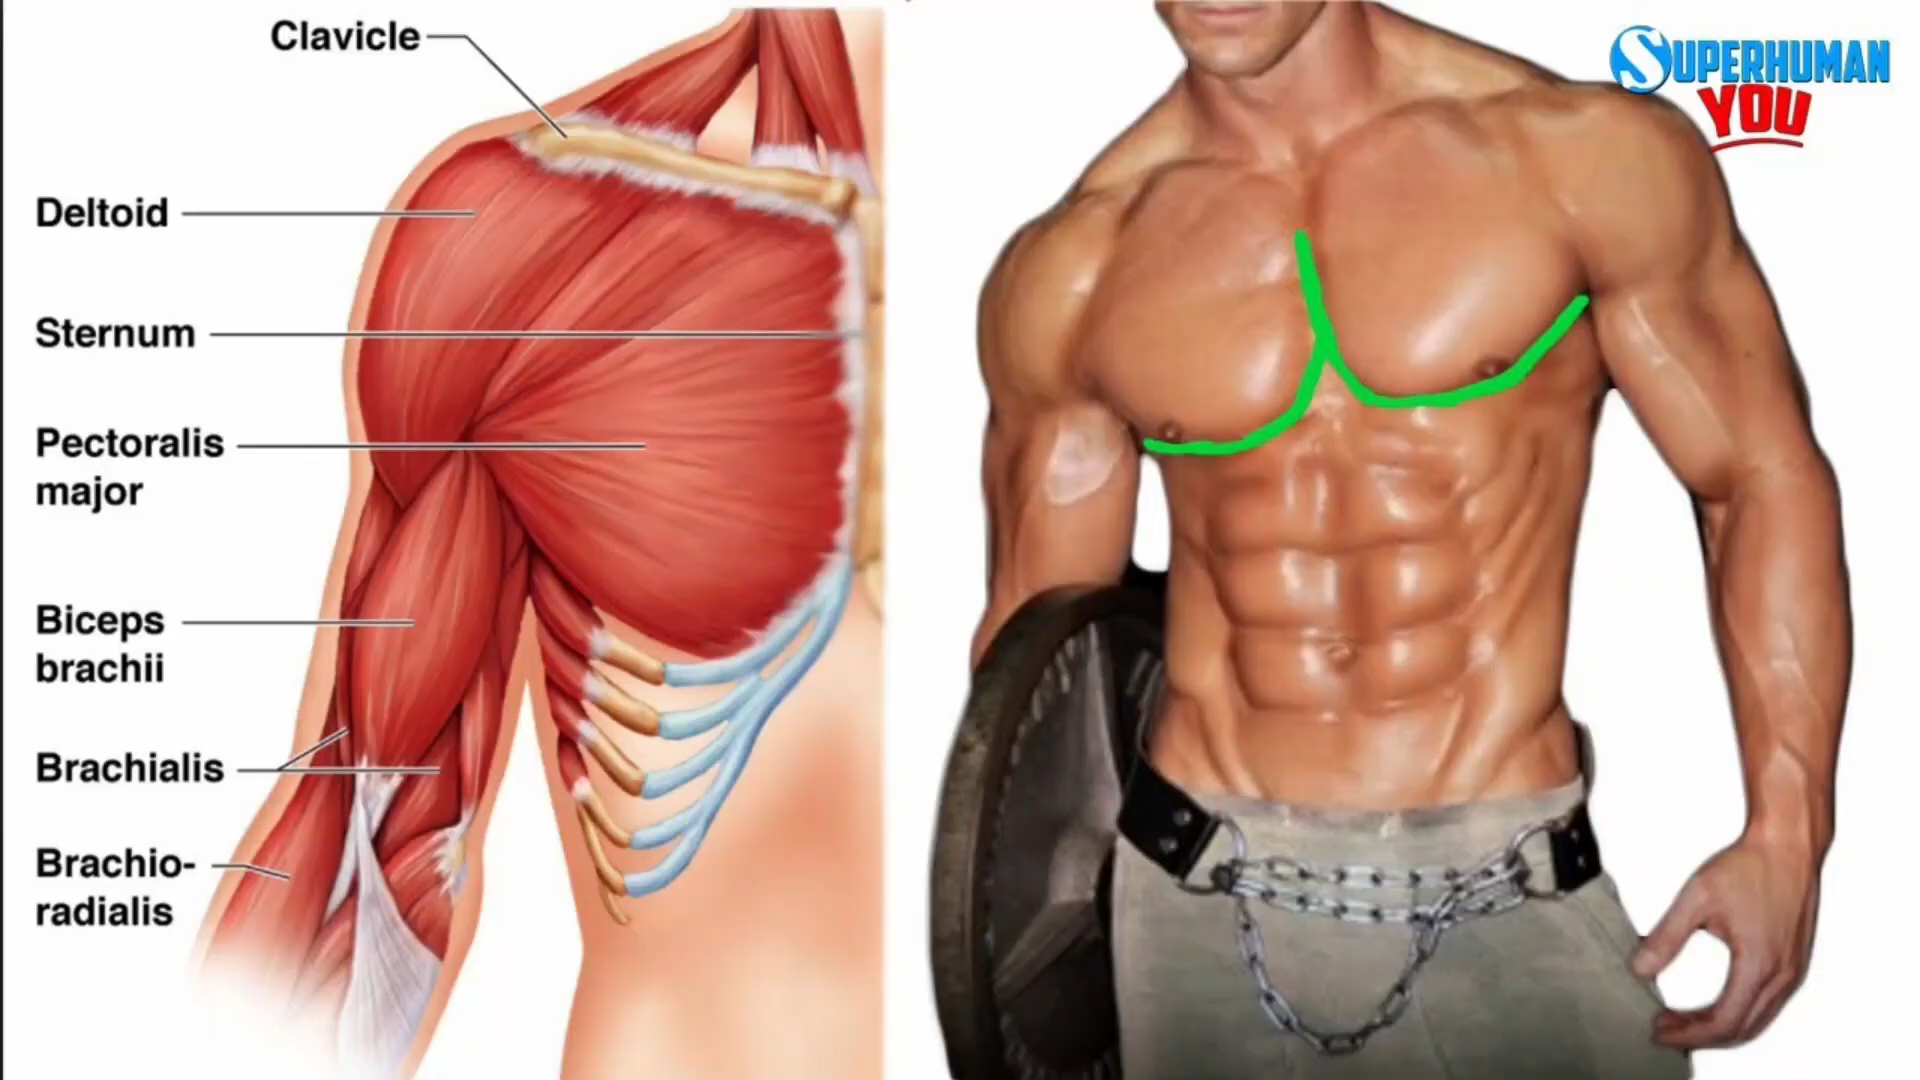 Clavicle
Deltoid
Sternum
Pectoralis
major
Biceps
brachii
Brachialis
Brachio-
radialis
SUPERHUMAN
YOU